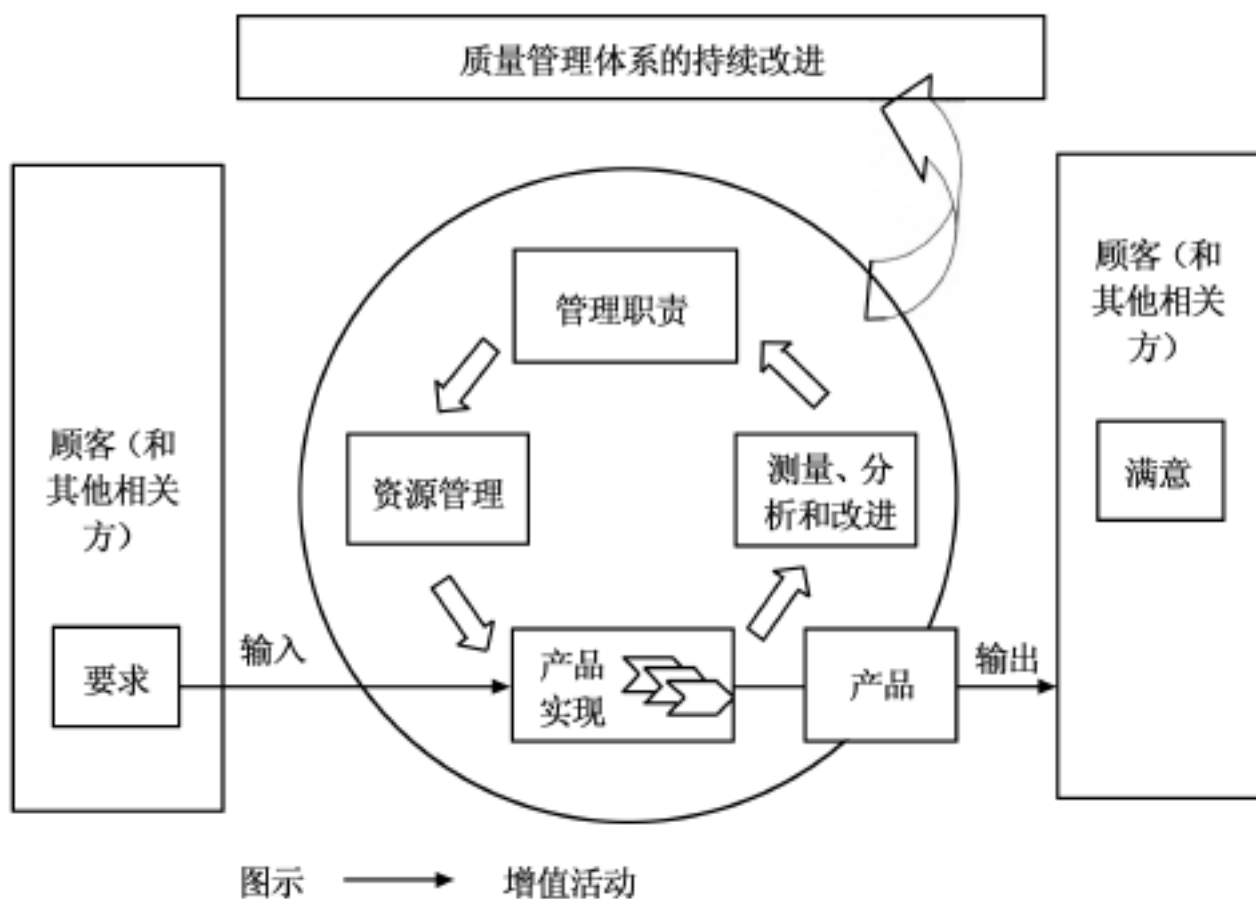 质量管理体系的持续改进
顾客（和
其他相关
方）
要求
输入
管理职责
资源管理
测量、分
析和改进
产品
实现
产品
输出
顾客（和
其他相关
方）
满意
图示
增值活动